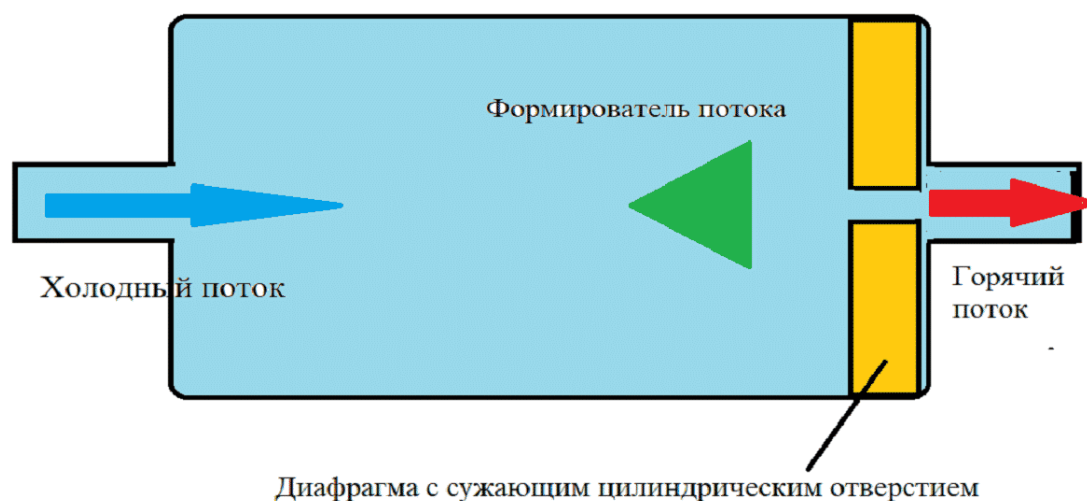 Формирователь потока
Холодный поток
Горячий
поток
Диафрагма с сужающим цилиндрическим отверстием